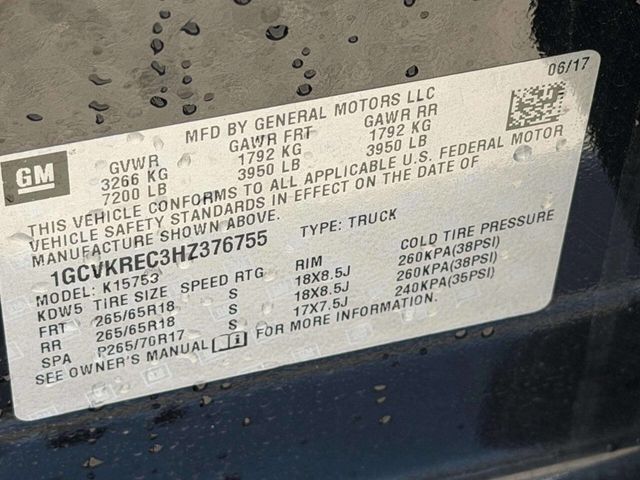 06/17
MFD BY GENERAL MOTORS LLC
GM
GVWR GAWR FRT GAWR RR
3266 KG 1792 KG 1792 KG
7200 LB 3950 LB 3950 LB
THIS VEHICLE CONFORMS TO ALL APPLICABLE U.S. FEDERAL MOTOR
VEHICLE SAFETY STANDARDS IN EFFECT ON THE DATE OF
MANUFACTURE SHOWN ABOVE.
1GCVKREC3HZ376755 TYPE: TRUCK
MODEL: K15753
KDW5 TIRE SIZE SPEED RTG RIM COLD TIRE PRESSURE
FRT 265/65R18 S 18X8.5J 260KPA(38PSI)
RR 265/65R18 S 18X8.5J 260KPA(38PSI)
SPA P265/70R17 S 17X7.5J 240KPA(35PSI)
SEE OWNER'S MANUAL FOR MORE INFORMATION.